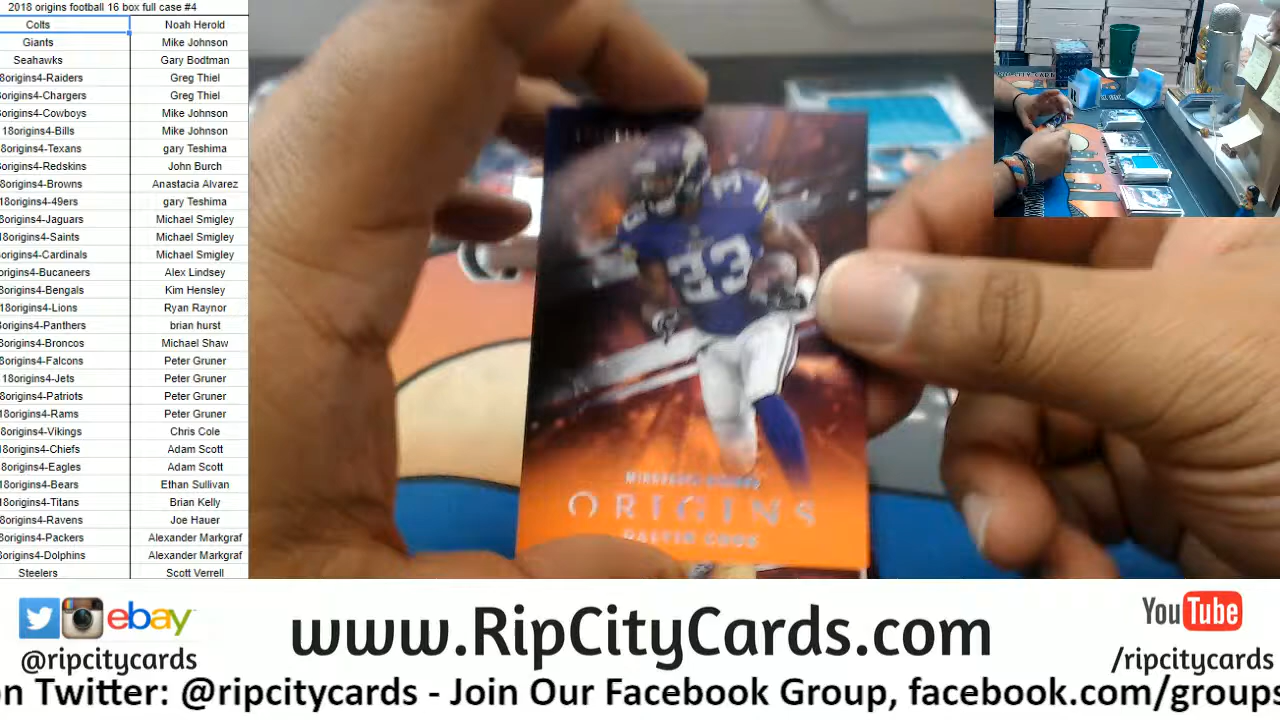 2018 origins football 16 box full case #4
Colts Noah Herold
Giants Mike Johnson
Seahawks Gary Bodtman
8origins4-Raiders Greg Thiel
8origins4-Chargers Greg Thiel
8origins4-Cowboys Mike Johnson
18origins4-Bills Mike Johnson
8origins4-Texans gary Teshima
8origins4-Redskins John Burch
8origins4-Browns Anastacia Alvarez
18origins4-49ers gary Teshima
8origins4-Jaguars Michael Smigley
18origins4-Saints Michael Smigley
8origins4-Cardinals Michael Smigley
origins4-Bucaneers Alex Lindsey
8origins4-Bengals Kim Hensley
18origins4-Lions Ryan Raynor
8origins4-Panthers brian hurst
8origins4-Broncos Michael Shaw
8origins4-Falcons Peter Gruner
18origins4-Jets Peter Gruner
8origins4-Patriots Peter Gruner
18origins4-Rams Peter Gruner
8origins4-Vikings Chris Cole
8origins4-Chiefs Adam Scott
8origins4-Eagles Adam Scott
18origins4-Bears Ethan Sullivan
18origins4-Titans Brian Kelly
8origins4-Ravens Joe Hauer
8origins4-Packers Alexander Markgraf
8origins4-Dolphins Alexander Markgraf
Steelers Scott Verrell
33
33
MINNESOTA VIKINGS
ORIGINS
DALVIN COOK
ebay
@ripcitycards
www.RipCityCards.com
YouTube
/ripcitycards
on Twitter: @ripcitycards - Join Our Facebook Group, facebook.com/groups